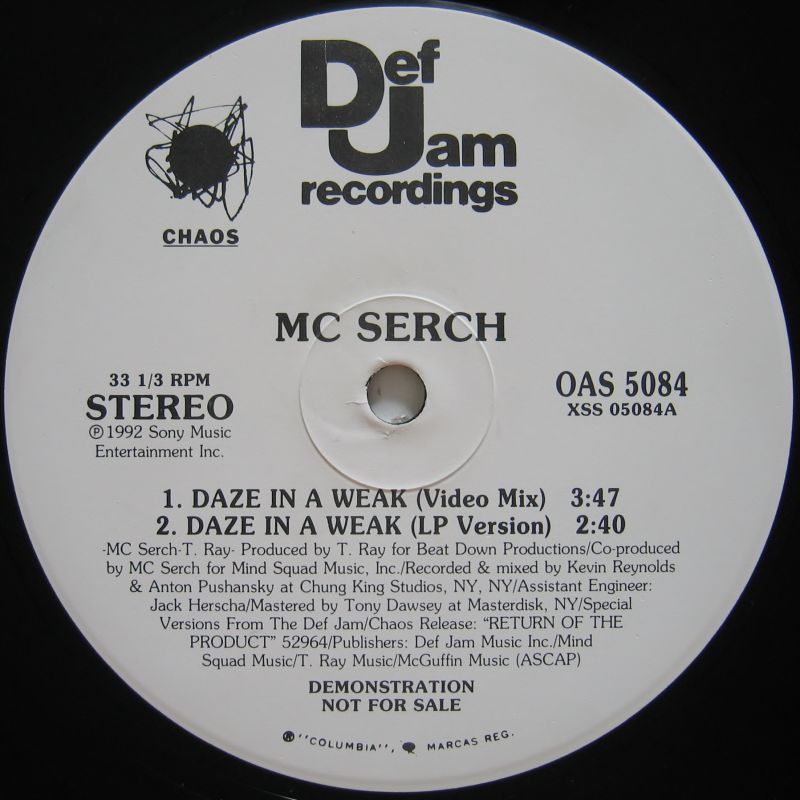 Def
Jam
recordings
CHAOS
MC SERCH
33 1/3 RPM
STEREO
Ⓟ 1992 Sony Music
Entertainment Inc.
OAS 5084
XSS 05084A
1. DAZE IN A WEAK (Video Mix) 3:47
2. DAZE IN A WEAK (LP Version) 2:40
-MC Serch-T. Ray- Produced by T. Ray for Beat Down Productions/Co-produced
by MC Serch for Mind Squad Music, Inc./Recorded & mixed by Kevin Reynolds
& Anton Pushansky at Chung King Studios, NY, NY/Assistant Engineer:
Jack Herscha/Mastered by Tony Dawsey at Masterdisk, NY/Special
Versions From The Def Jam/Chaos Release: “RETURN OF THE
PRODUCT” 52964/Publishers: Def Jam Music Inc./Mind
Squad Music/T. Ray Music/McGuffin Music (ASCAP)
DEMONSTRATION
NOT FOR SALE
® "COLUMBIA", MARCAS REG.